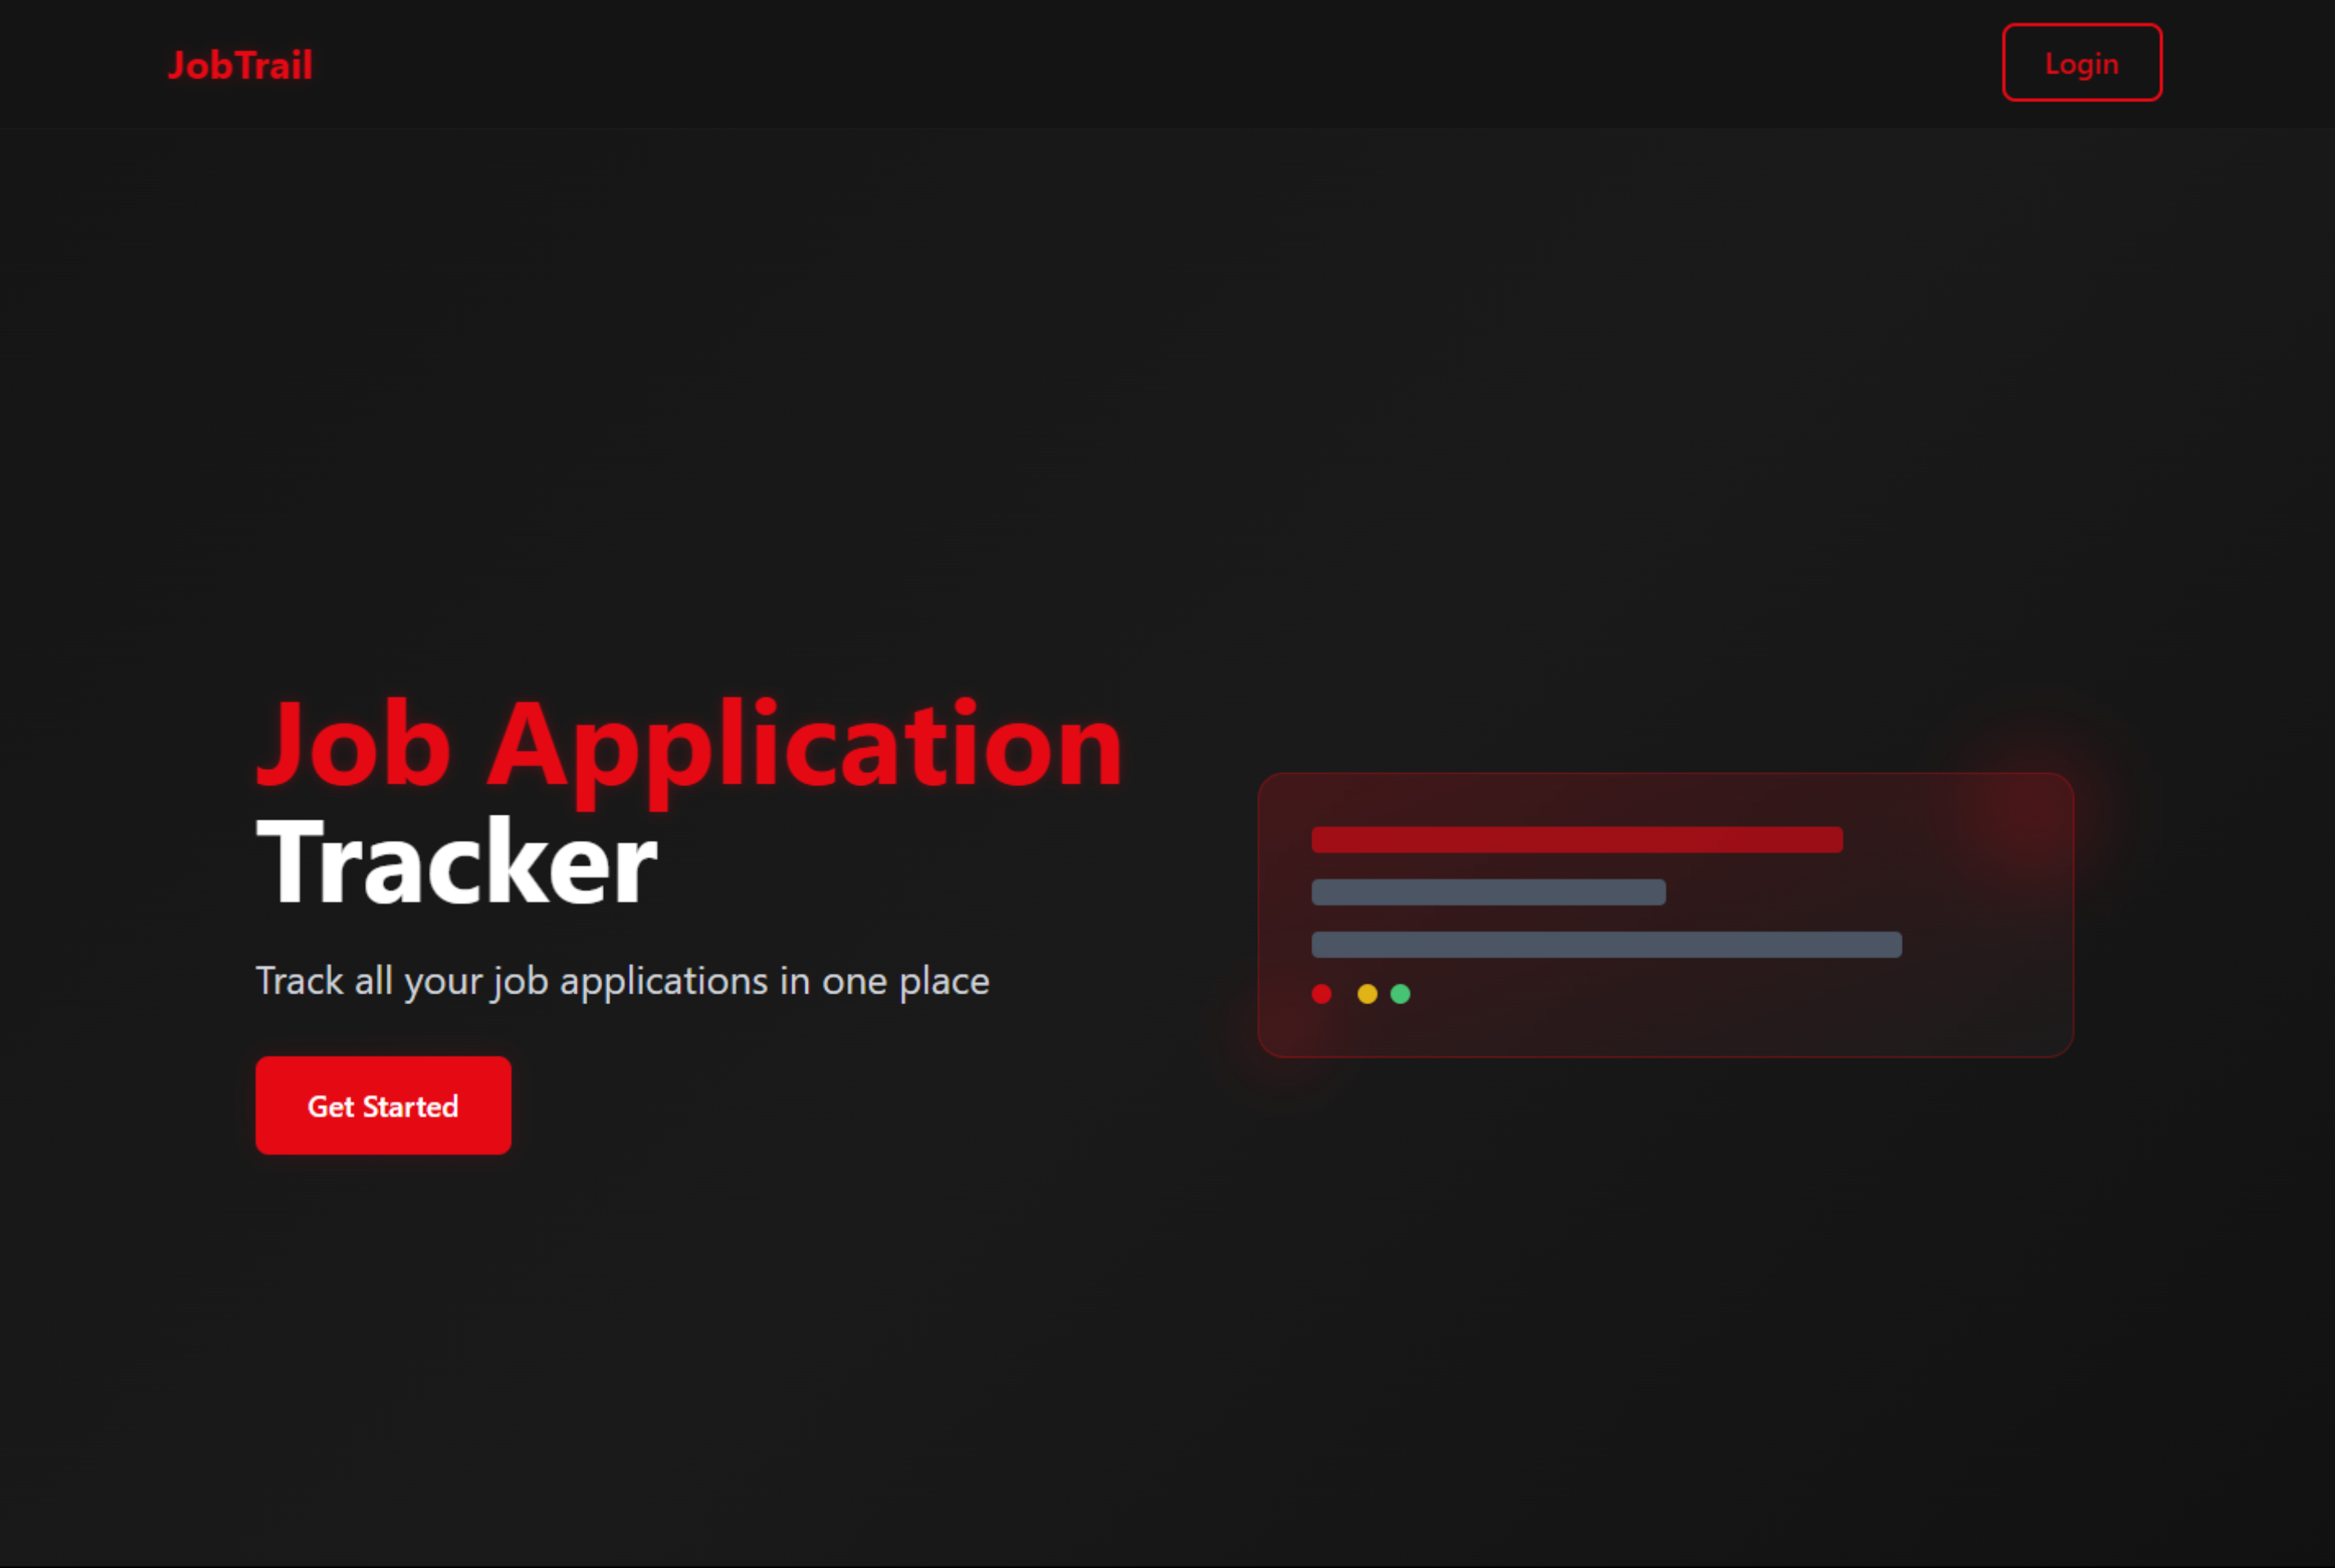 JobTrail
Login
Job Application
Tracker
Track all your job applications in one place
Get Started